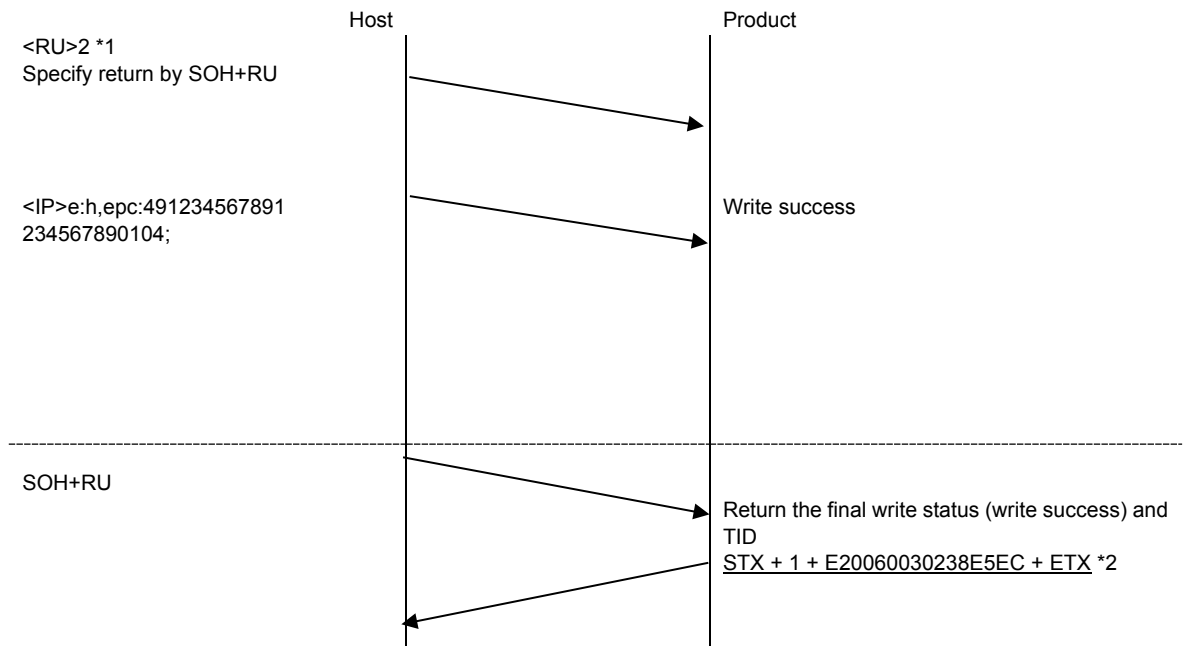 Host
Product
<RU>2 *1
Specify return by SOH+RU
<IP>e:h,epc:491234567891
234567890104;
Write success
SOH+RU
Return the final write status (write success) and
TID
STX + 1 + E20060030238E5EC + ETX *2